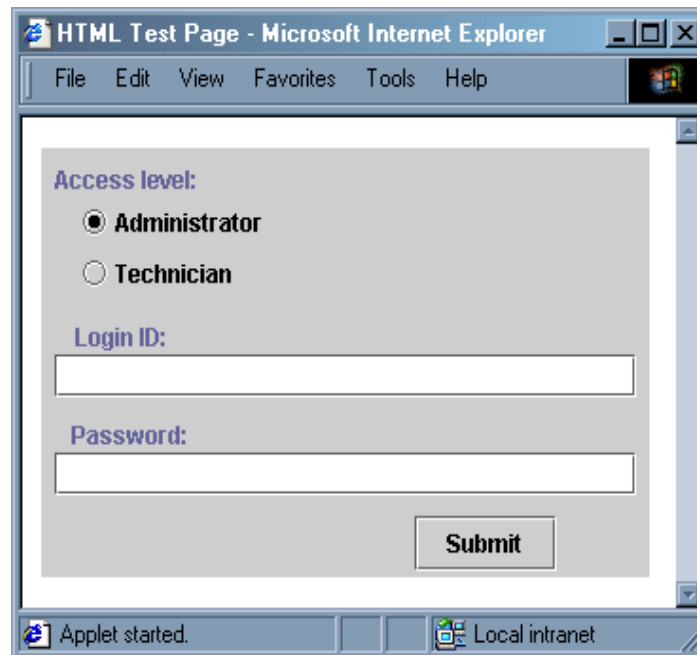 HTML Test Page - Microsoft Internet Explorer
File Edit View Favorites Tools Help
Access level:
Administrator
Technician
Login ID:
Password:
Submit
Applet started. Local intranet